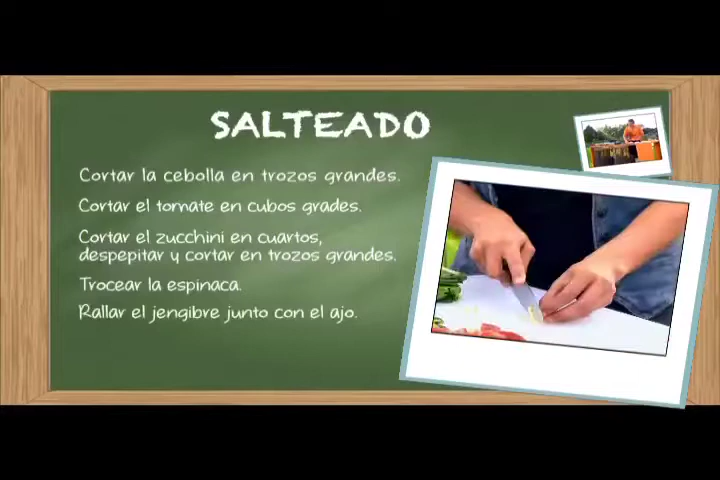 SALTEADO
Cortar la cebolla en trozos grandes.
Cortar el tomate en cubos grades.
Cortar el zucchini en cuartos,
despepitar y cortar en trozos grandes.
Trocear la espinaca.
Rallar el jengibre junto con el ajo.